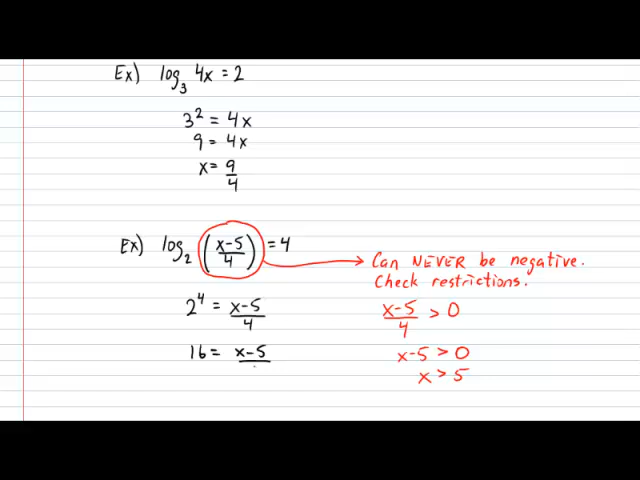 Ex) log₃ 4x = 2
3² = 4x
9 = 4x
x = 9/4
Ex) log₂ ((x-5)/4) = 4
Can NEVER be negative.
Check restrictions.
2⁴ = (x-5)/4
(x-5)/4 > 0
16 = x-5
x-5 > 0
x > 5